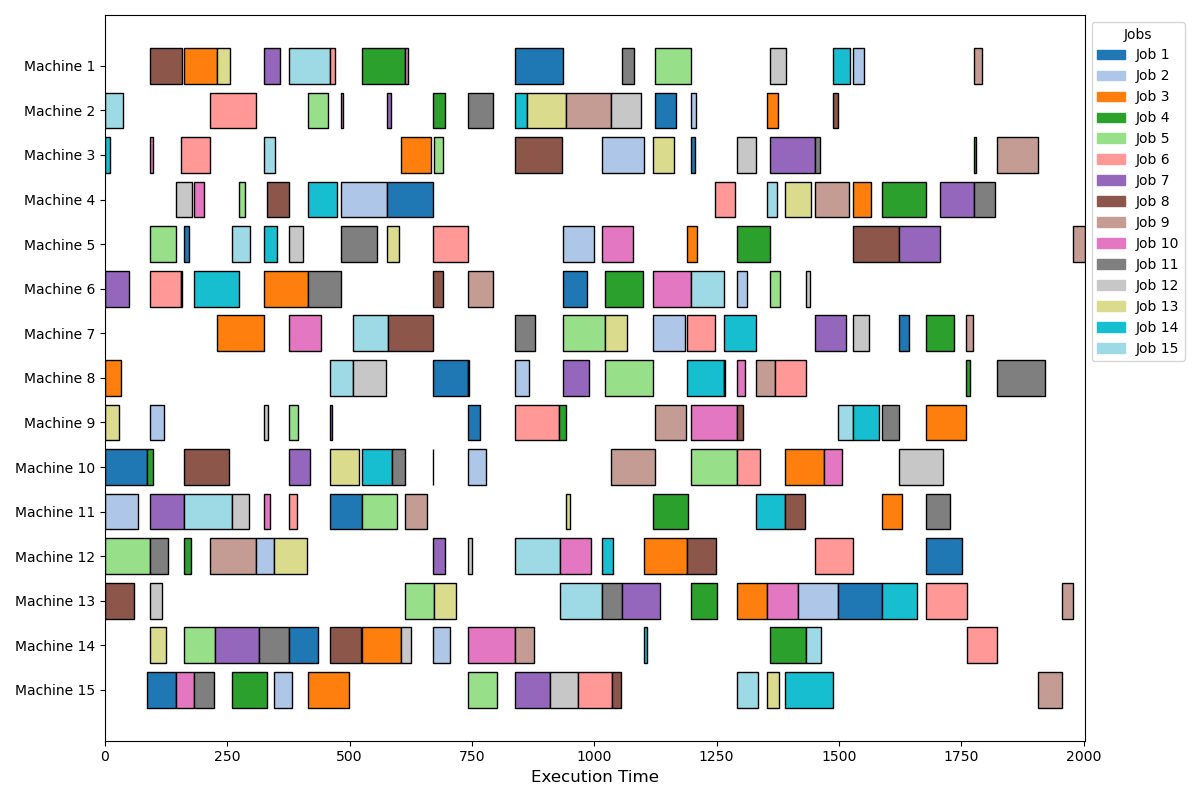 Machine 1
Machine 2
Machine 3
Machine 4
Machine 5
Machine 6
Machine 7
Machine 8
Machine 9
Machine 10
Machine 11
Machine 12
Machine 13
Machine 14
Machine 15
0 250 500 750 1000 1250 1500 1750 2000
Execution Time
Jobs
Job 1
Job 2
Job 3
Job 4
Job 5
Job 6
Job 7
Job 8
Job 9
Job 10
Job 11
Job 12
Job 13
Job 14
Job 15